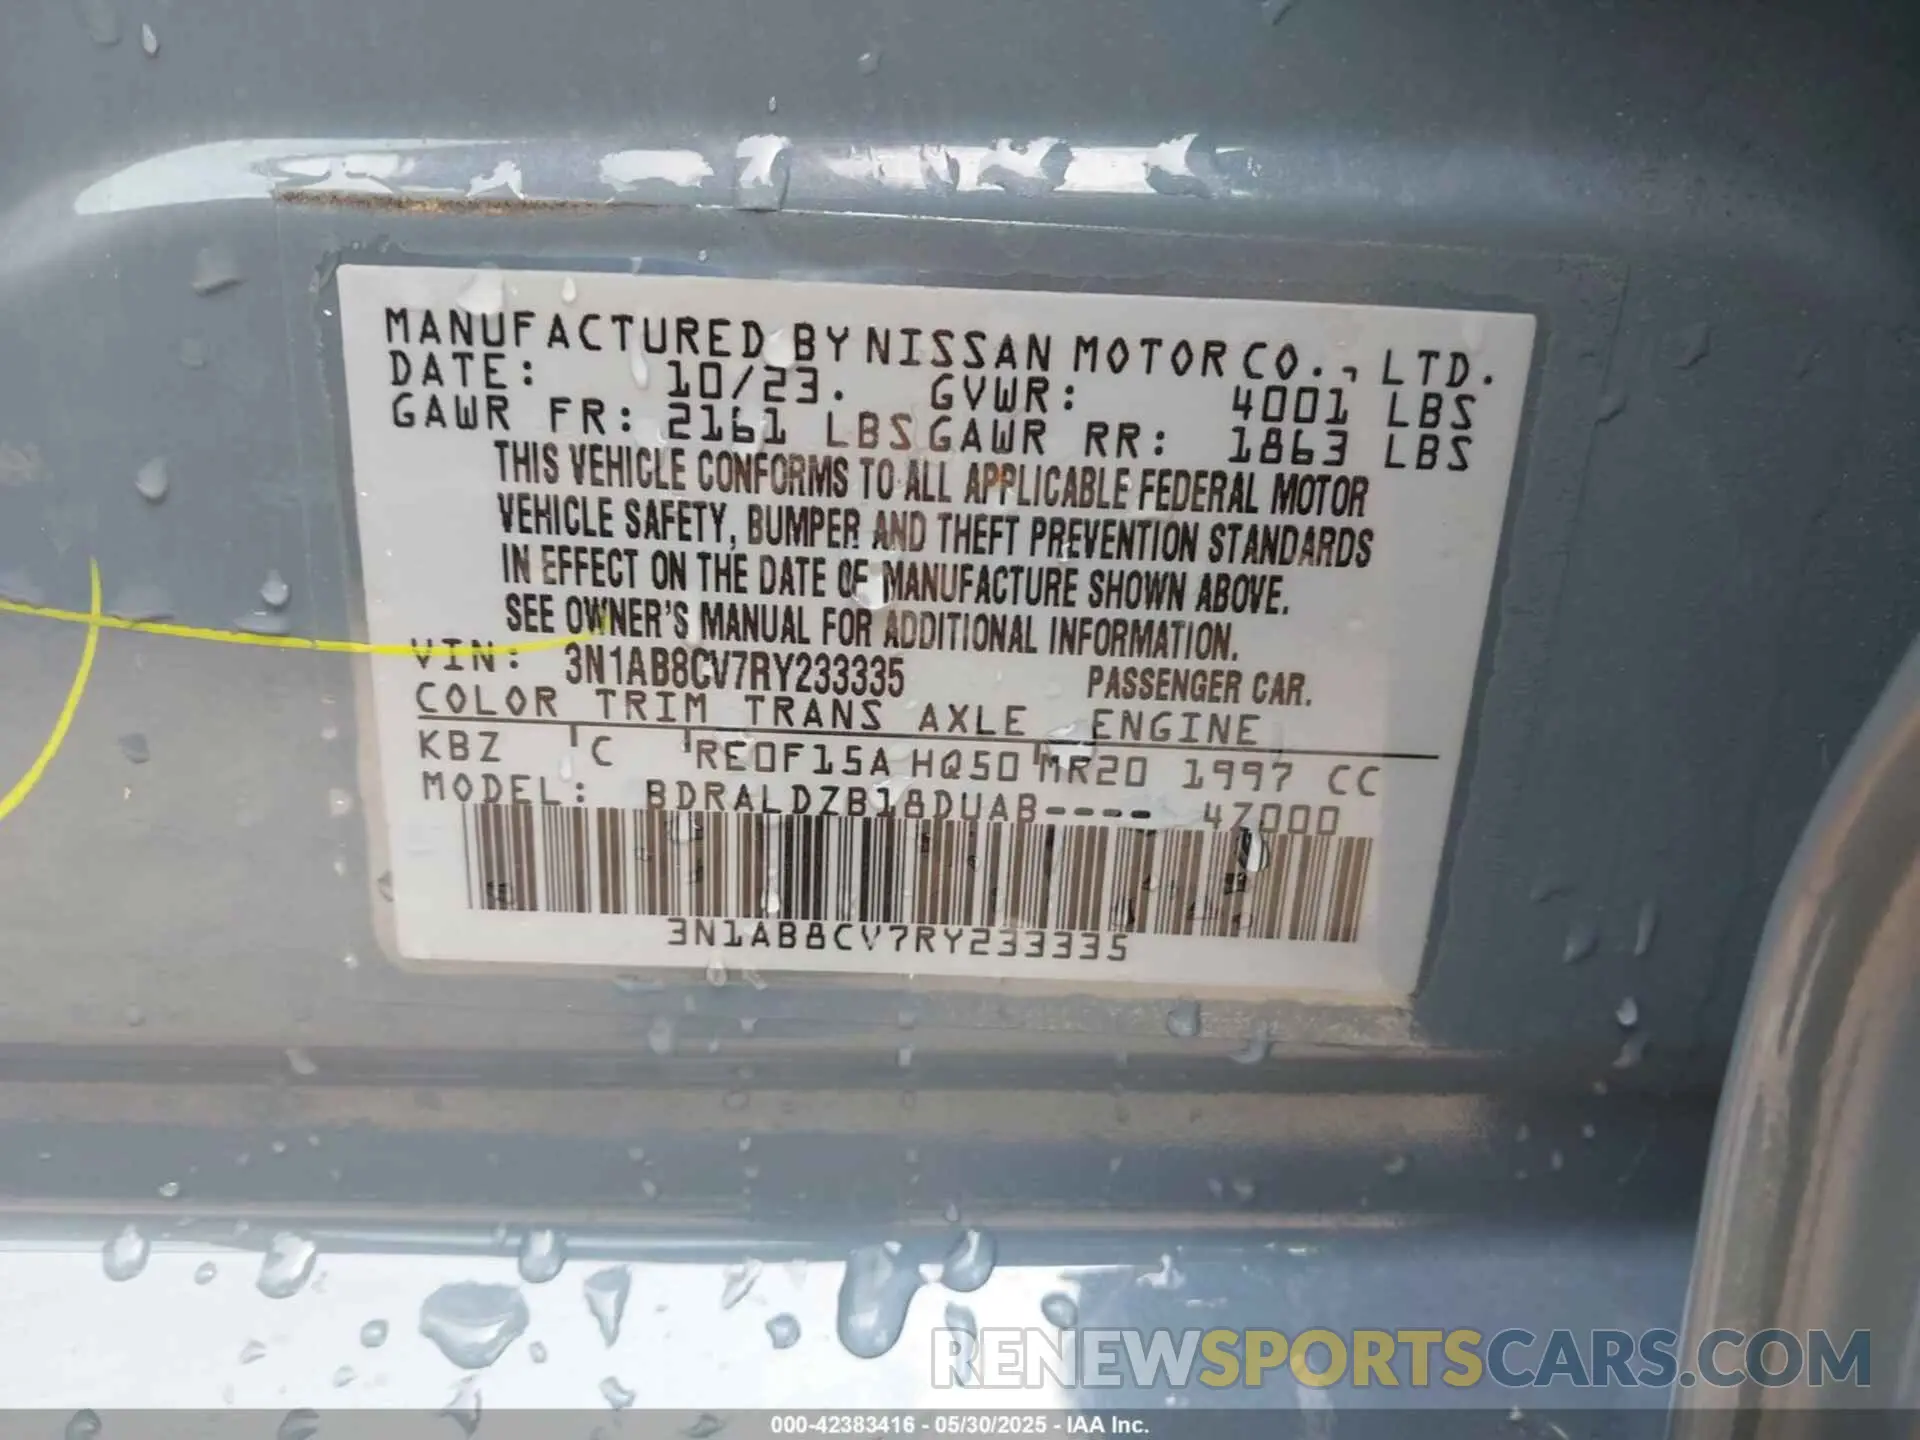 MANUFACTURED BY NISSAN MOTOR CO., LTD.
DATE: 10/23. GVWR: 4001 LBS
GAWR FR: 2161 LBS GAWR RR: 1863 LBS
THIS VEHICLE CONFORMS TO ALL APPLICABLE FEDERAL MOTOR
VEHICLE SAFETY, BUMPER AND THEFT PREVENTION STANDARDS
IN EFFECT ON THE DATE OF MANUFACTURE SHOWN ABOVE.
SEE OWNER'S MANUAL FOR ADDITIONAL INFORMATION.
VIN: 3N1AB8CV7RY233335 PASSENGER CAR.
COLOR TRIM TRANS AXLE ENGINE
KBZ C RE0F15A HQ50 MR20 1997 CC
MODEL: BDRALDZB18DUAB---- 4Z000
3N1AB8CV7RY233335
RENEWSPORTSCARS.COM
000-42383416 - 05/30/2025 - IAA Inc.